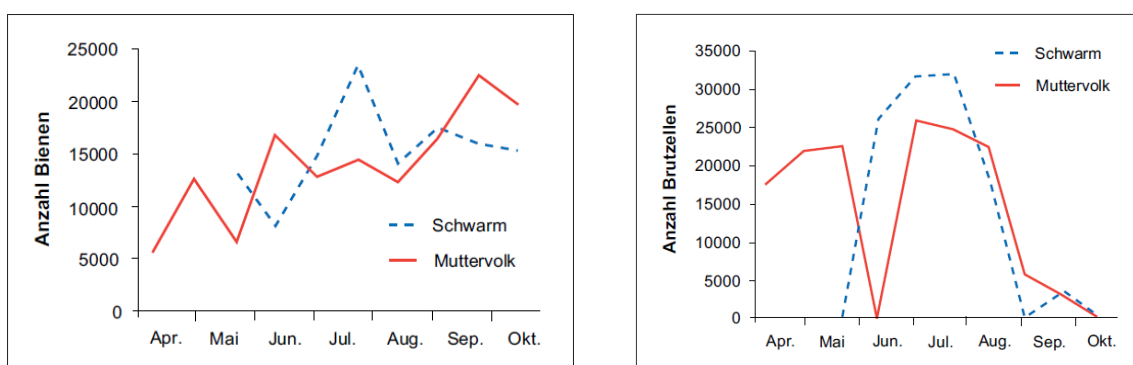 Anzahl Bienen
25000
20000
15000
10000
5000
0
Schwarm
Muttervolk
Apr. Mai Jun. Jul. Aug. Sep. Okt.
Anzahl Brutzellen
35000
30000
25000
20000
15000
10000
5000
0
Schwarm
Muttervolk
Apr. Mai Jun. Jul. Aug. Sep. Okt.